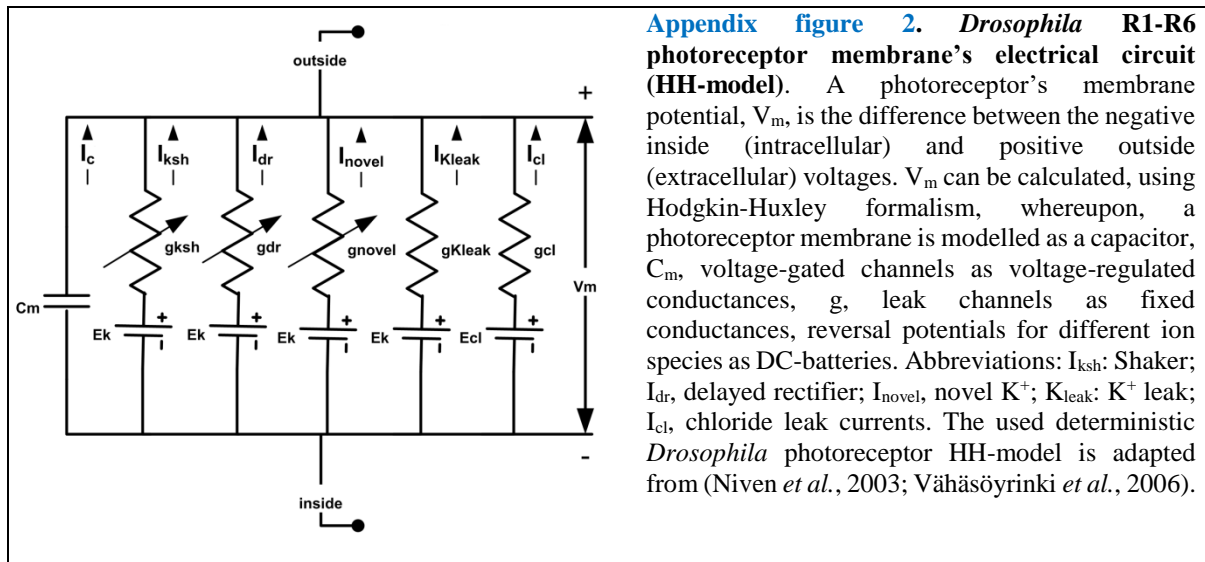 outside
+
Ic
Iksh
Idr
Inovel
IKleak
Icl
gksh
gdr
gnovel
gKleak
gcl
Cm
Vm
Ek
+
Ek
+
Ek
+
Ek
+
Ecl
+
-
inside
Appendix figure 2. Drosophila R1-R6
photoreceptor membrane’s electrical circuit
(HH-model). A photoreceptor’s membrane
potential, Vm, is the difference between the negative
inside (intracellular) and positive outside
(extracellular) voltages. Vm can be calculated, using
Hodgkin-Huxley formalism, whereupon, a
photoreceptor membrane is modelled as a capacitor,
Cm, voltage-gated channels as voltage-regulated
conductances, g, leak channels as fixed
conductances, reversal potentials for different ion
species as DC-batteries. Abbreviations: Iksh: Shaker;
Idr, delayed rectifier; Inovel, novel K+; Kleak: K+ leak;
Icl, chloride leak currents. The used deterministic
Drosophila photoreceptor HH-model is adapted
from (Niven et al., 2003; Vähäsöyrinki et al., 2006).